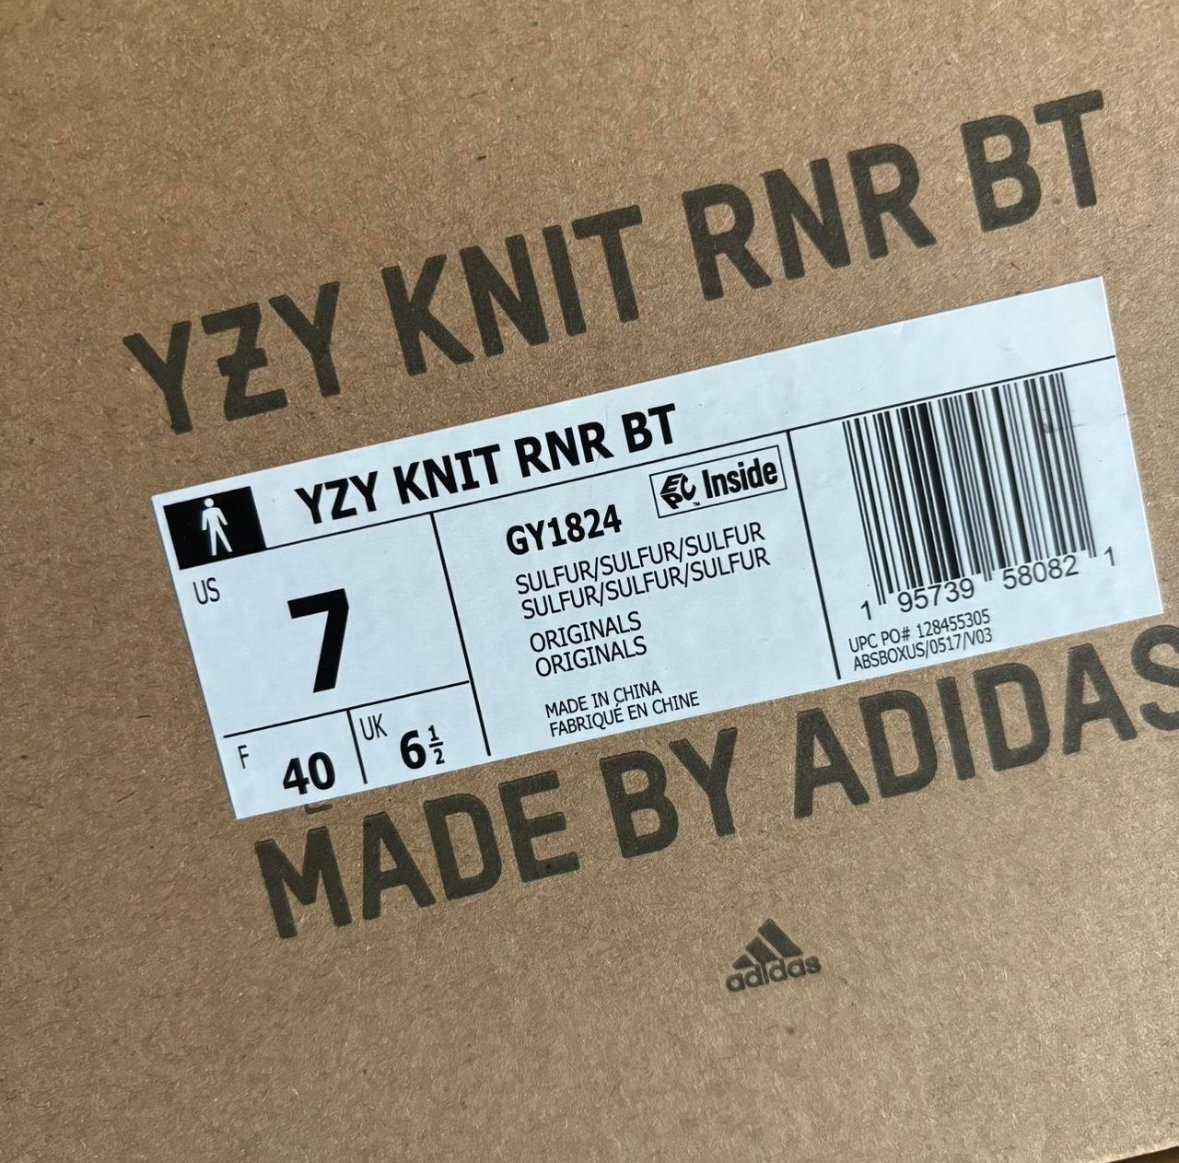 YZY KNIT RNR BT
YZY KNIT RNR BT
US
7
F
40
UK
6½
GY1824
EPC™ Inside
SULFUR/SULFUR/SULFUR
SULFUR/SULFUR/SULFUR
ORIGINALS
ORIGINALS
MADE IN CHINA
FABRIQUÉ EN CHINE
1 95739 58082 1
UPC PO# 128455305
ABSBOXUS/0517/V03
MADE BY ADIDAS
adidas